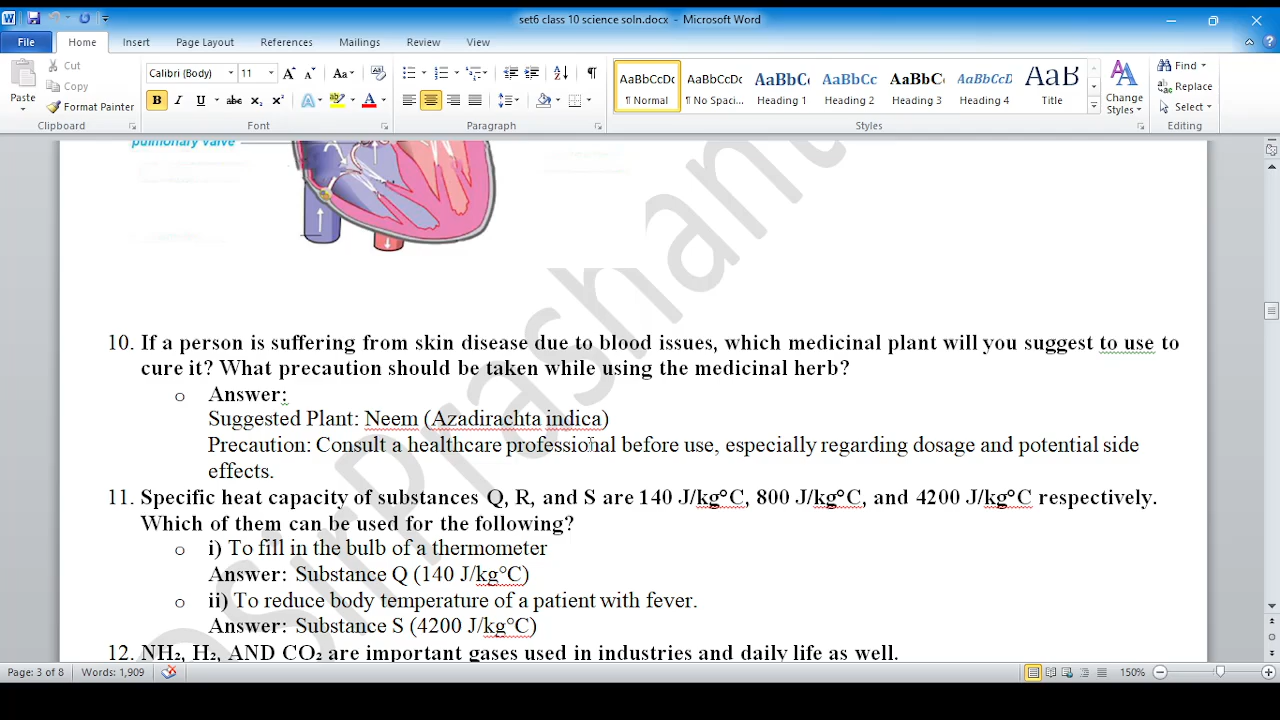 set6 class 10 science soln.docx - Microsoft Word
File Home Insert Page Layout References Mailings Review View
Paste Cut Copy Format Painter Clipboard
Calibri (Body) 11 Font
Paragraph
AaBbCcDc ¶ Normal AaBbCcDc ¶ No Spaci... AaBbC Heading 1 AaBbCc Heading 2 AaBbC Heading 3 AaBbCcD Heading 4 AaB Title Change Styles Styles
Find Replace Select Editing
pulmonary valve
10. If a person is suffering from skin disease due to blood issues, which medicinal plant will you suggest to use to
cure it? What precaution should be taken while using the medicinal herb?
o Answer:
Suggested Plant: Neem (Azadirachta indica)
Precaution: Consult a healthcare professional before use, especially regarding dosage and potential side
effects.
11. Specific heat capacity of substances Q, R, and S are 140 J/kg°C, 800 J/kg°C, and 4200 J/kg°C respectively.
Which of them can be used for the following?
o i) To fill in the bulb of a thermometer
Answer: Substance Q (140 J/kg°C)
o ii) To reduce body temperature of a patient with fever.
Answer: Substance S (4200 J/kg°C)
12. NH₂, H₂, AND CO₂ are important gases used in industries and daily life as well.
Page: 3 of 8 Words: 1,909 150%